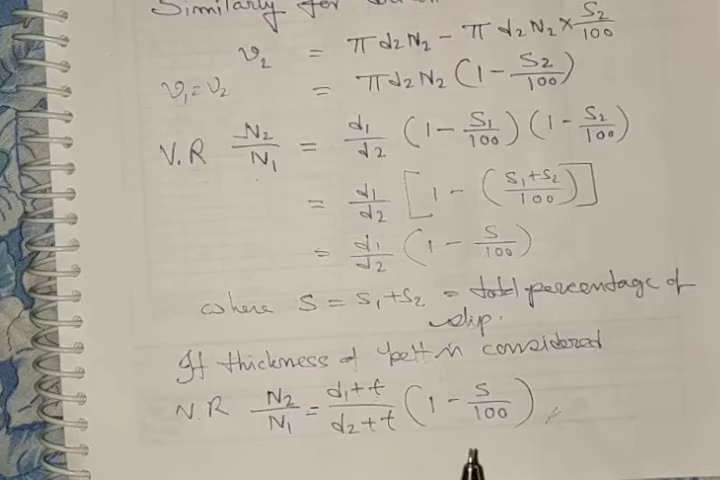 Similarly for
v₂ = πd₂N₂ − πd₂N₂ × S₂/100
v₁ = v₂ = πd₂N₂ (1 − S₂/100)
V.R N₂/N₁ = d₁/d₂ (1 − S₁/100) (1 − S₂/100)
= d₁/d₂ [1 − (S₁+S₂/100)]
= d₁/d₂ (1 − S/100)
where S = S₁+S₂ = total percentage of
slip.
If thickness of belt is considered
V.R N₂/N₁ = d₁+t/d₂+t (1 − S/100)